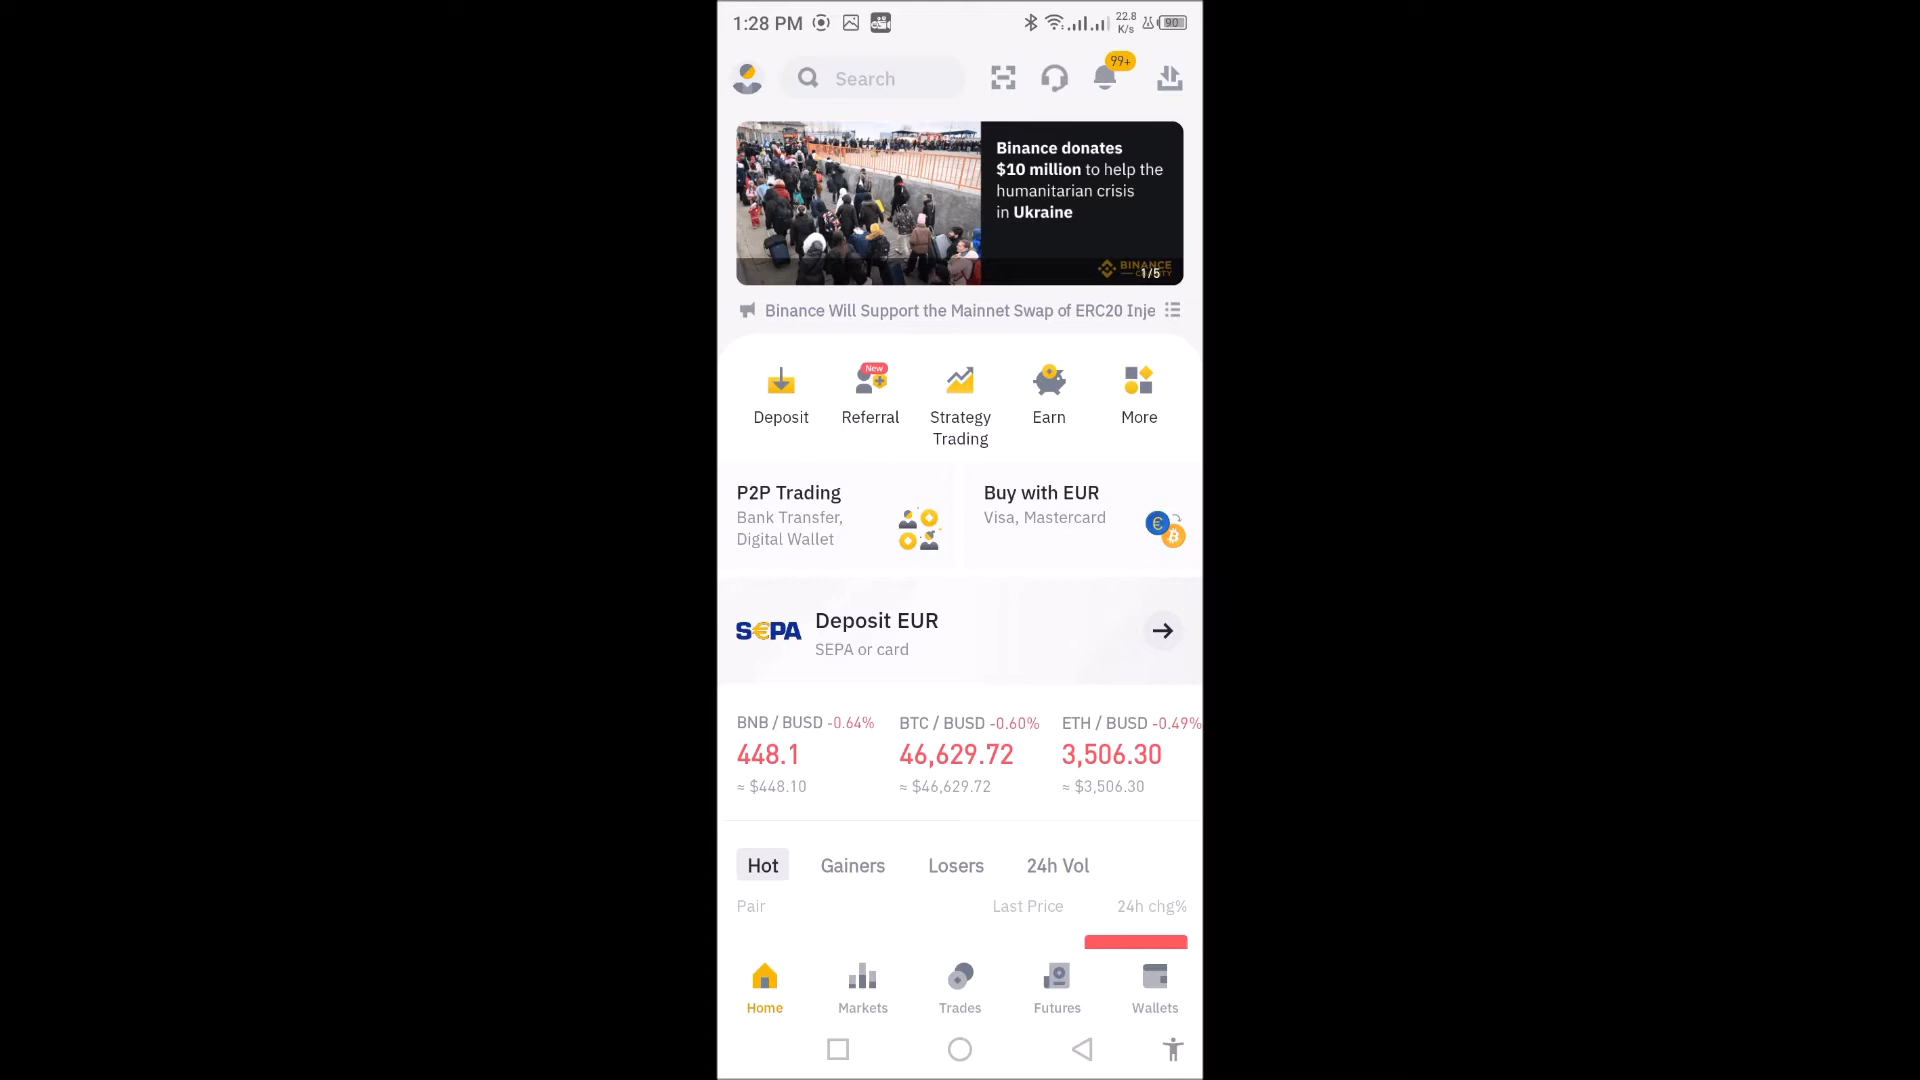 1:28 PM
22.8
K/s
90
Search
99+
Binance donates
$10 million to help the
humanitarian crisis
in Ukraine
BINANCE
1/5
Binance Will Support the Mainnet Swap of ERC20 Inje
New
Deposit
Referral
Strategy
Trading
Earn
More
P2P Trading
Bank Transfer,
Digital Wallet
Buy with EUR
Visa, Mastercard
S€PA
Deposit EUR
SEPA or card
BNB / BUSD -0.64%
448.1
≈ $448.10
BTC / BUSD -0.60%
46,629.72
≈ $46,629.72
ETH / BUSD -0.49%
3,506.30
≈ $3,506.30
Hot Gainers Losers 24h Vol
Pair Last Price 24h chg%
Home Markets Trades Futures Wallets